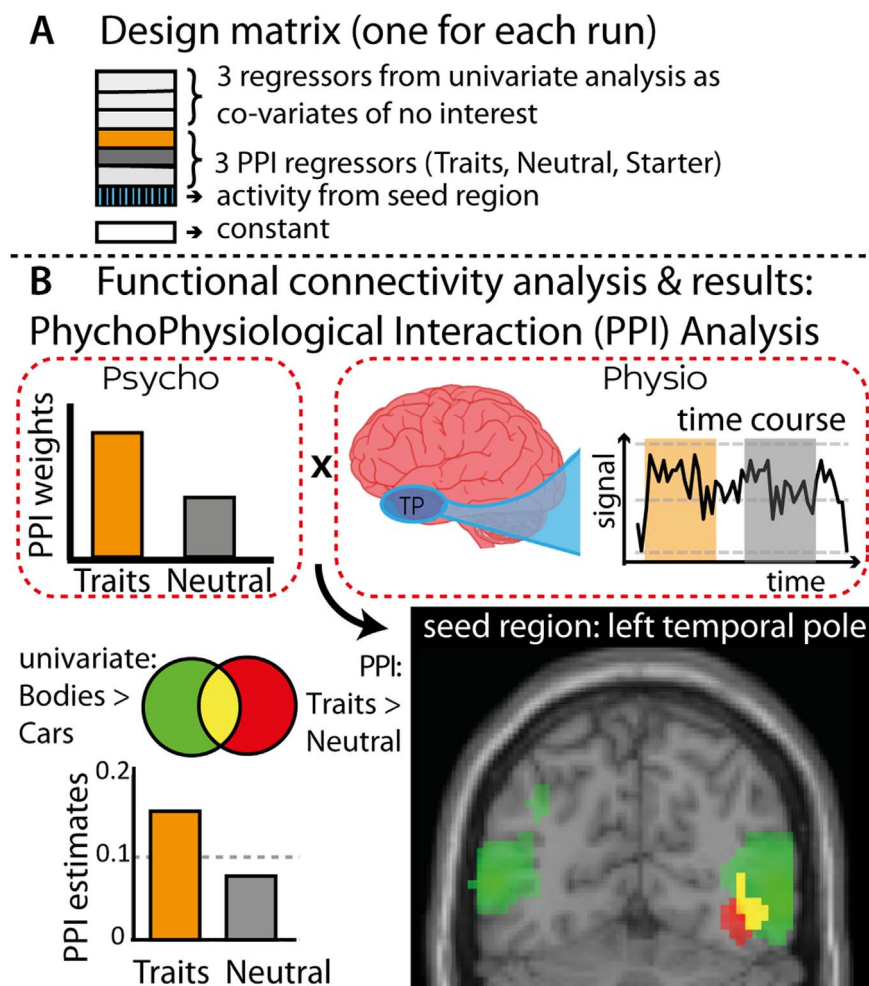 A Design matrix (one for each run)
3 regressors from univariate analysis as
co-variates of no interest
3 PPI regressors (Traits, Neutral, Starter)
activity from seed region
constant
B Functional connectivity analysis & results:
PhychoPhysiological Interaction (PPI) Analysis
Psycho
PPI weights
Traits Neutral
x
Physio
TP
time course
signal
time
seed region: left temporal pole
univariate:
Bodies >
Cars
PPI:
Traits >
Neutral
PPI estimates
0.2
0.1
0
Traits Neutral